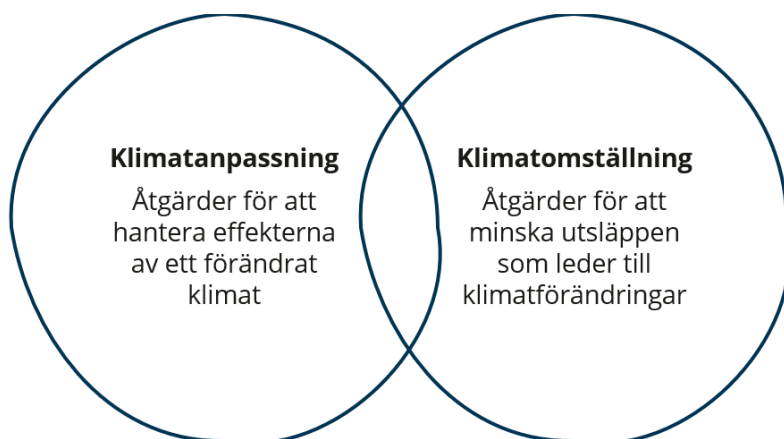 Klimatanpassning
Åtgärder för att
hantera effekterna
av ett förändrat
klimat
Klimatomställning
Åtgärder för att
minska utsläppen
som leder till
klimatförändringar